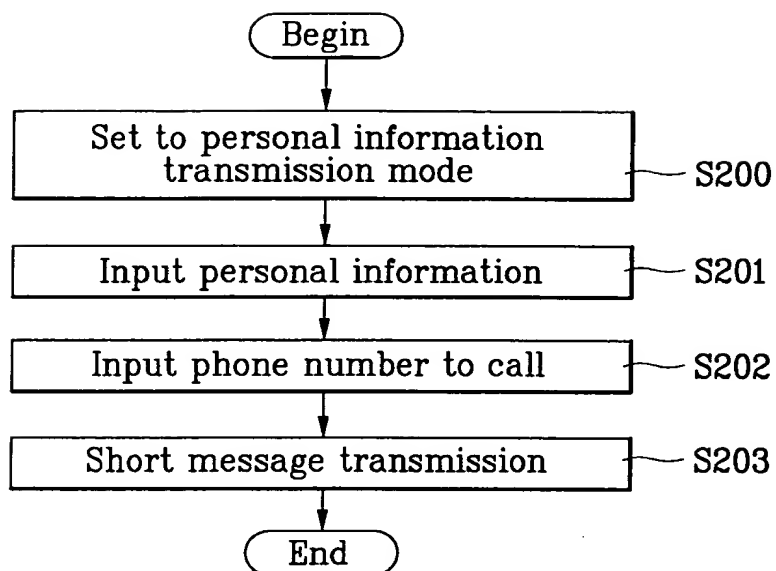 Begin
Set to personal information
transmission mode
S200
Input personal information
S201
Input phone number to call
S202
Short message transmission
S203
End